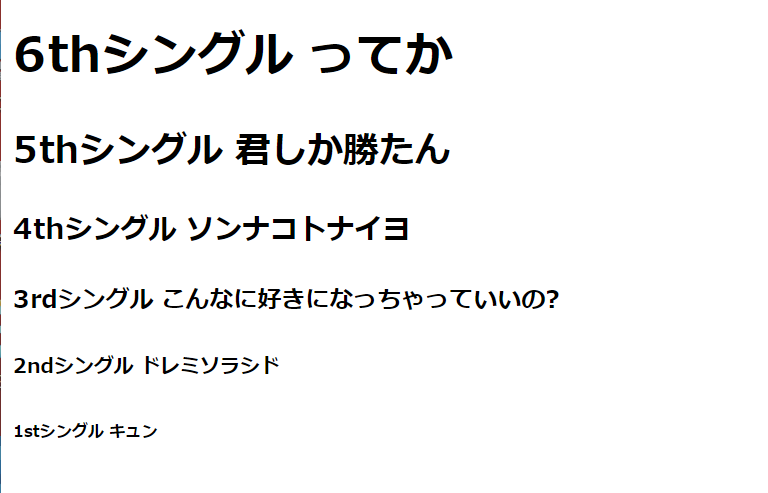 6thシングル ってか
5thシングル 君しか勝たん
4thシングル ソンナコトナイヨ
3rdシングル こんなに好きになっちゃっていいの?
2ndシングル ドレミソラシド
1stシングル キュン